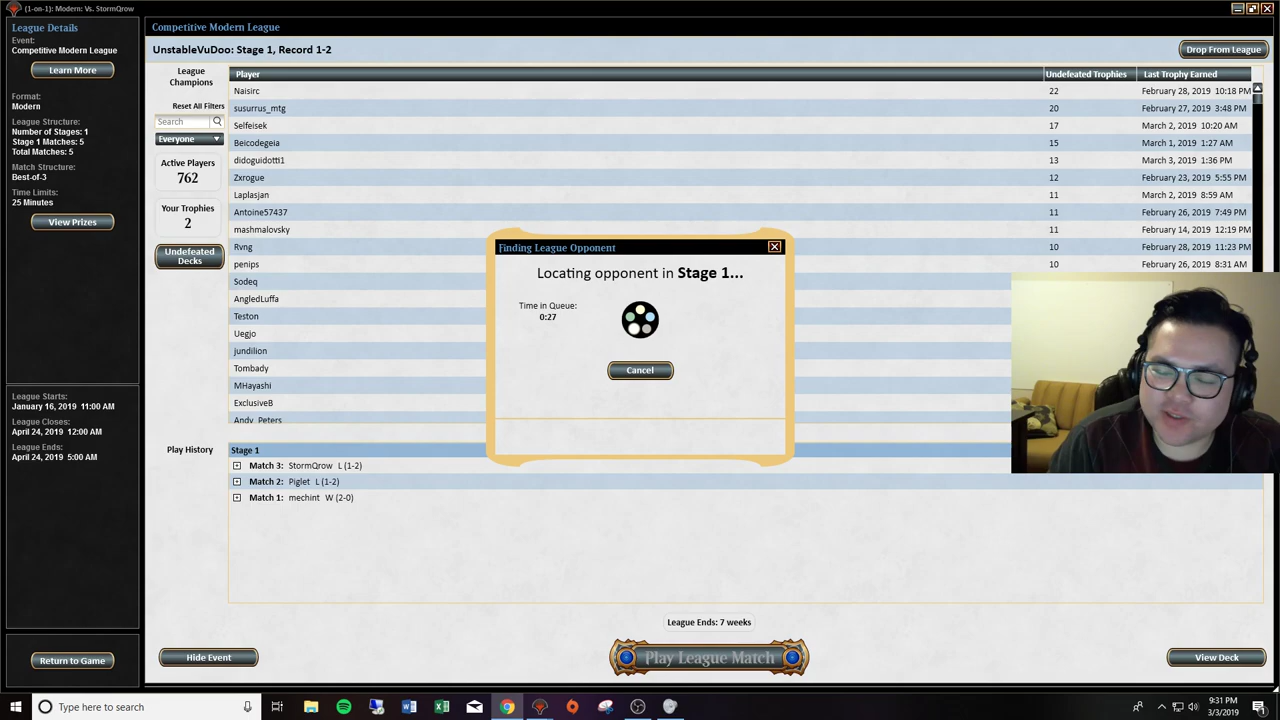 (1-on-1): Modern: Vs. StormQrow
League Details
Event:
Competitive Modern League
Learn More
Format:
Modern
League Structure:
Number of Stages: 1
Stage 1 Matches: 5
Total Matches: 5
Match Structure:
Best-of-3
Time Limits:
25 Minutes
View Prizes
League Starts:
January 16, 2019 11:00 AM
League Closes:
April 24, 2019 12:00 AM
League Ends:
April 24, 2019 5:00 AM
Return to Game
Competitive Modern League
UnstableVuDoo: Stage 1, Record 1-2
Drop From League
League
Champions
Reset All Filters
Search
Everyone
Active Players
762
Your Trophies
2
Undefeated
Decks
Player Undefeated Trophies Last Trophy Earned
Naisirc 22 February 28, 2019 10:18 PM
susurrus_mtg 20 February 27, 2019 3:48 PM
Selfeisek 17 March 2, 2019 10:20 AM
Beicodegeia 15 March 1, 2019 1:27 AM
didoguidotti1 13 March 3, 2019 1:36 PM
Zxrogue 12 February 23, 2019 5:55 PM
Laplasjan 11 March 2, 2019 8:59 AM
Antoine57437 11 February 26, 2019 7:49 PM
mashmalovsky 11 February 14, 2019 12:19 PM
Rvng 10 February 28, 2019 11:23 PM
penips 10 February 26, 2019 8:31 AM
Sodeq
AngledLuffa
Teston
Uegjo
jundilion
Tombady
MHayashi
ExclusiveB
Andy_Peters
Finding League Opponent
Locating opponent in Stage 1...
Time in Queue:
0:27
Cancel
Play History
Stage 1
Match 3: StormQrow L (1-2)
Match 2: Piglet L (1-2)
Match 1: mechint W (2-0)
League Ends: 7 weeks
Hide Event
Play League Match
View Deck
Type here to search
9:31 PM
3/3/2019